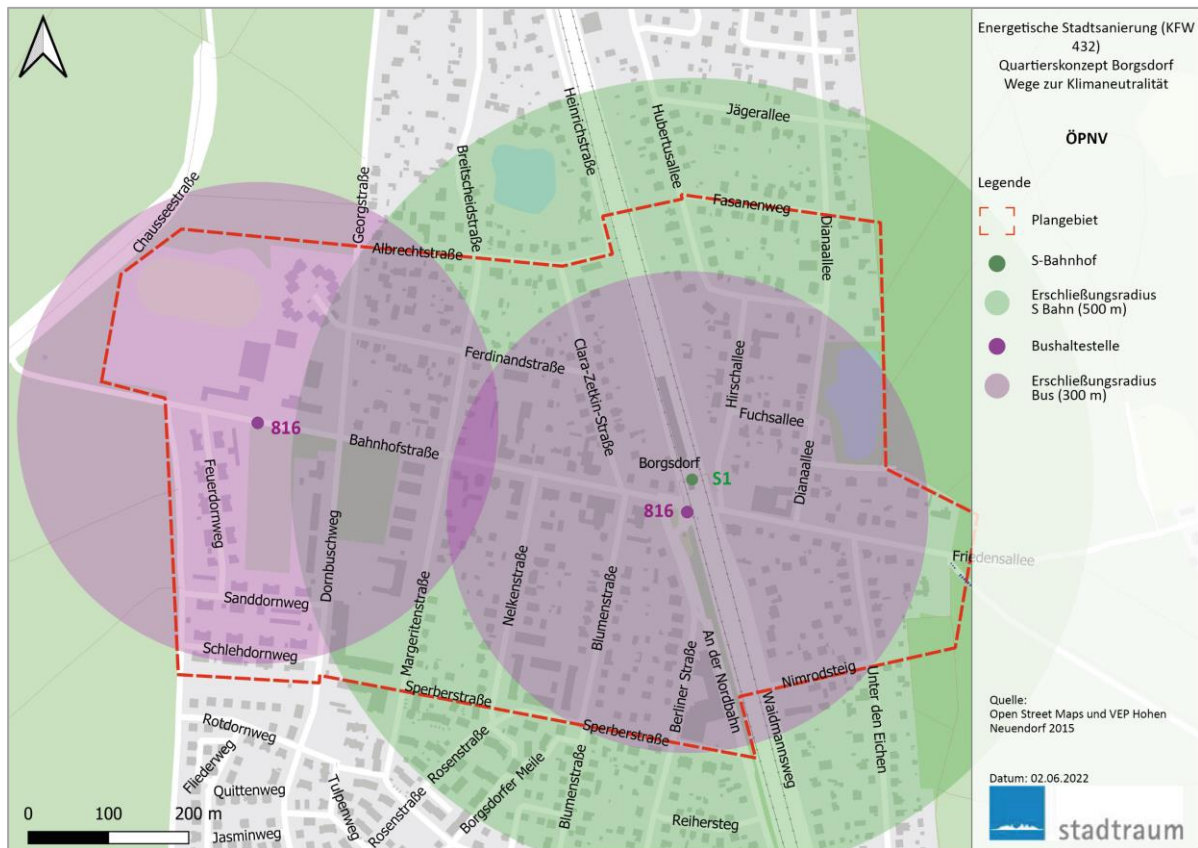 Energetische Stadtsanierung (KFW
432)
Quartierskonzept Borgsdorf
Wege zur Klimaneutralität
ÖPNV
Legende
Plangebiet
S-Bahnhof
Erschließungsradius
S Bahn (500 m)
Bushaltestelle
Erschließungsradius
Bus (300 m)
Quelle:
Open Street Maps und VEP Hohen
Neuendorf 2015
Datum: 02.06.2022
stadtraum
Chausseestraße
Georgstraße
Breitscheidstraße
Heinrichstraße
Hubertusallee
Jägerallee
Fasanenweg
Dianaallee
Albrechtstraße
Ferdinandstraße
Clara-Zetkin-Straße
Hirschallee
Fuchsallee
Dianaallee
816
Bahnhofstraße
Borgsdorf
S1
816
Feuerdornweg
Dornbuschweg
Margeritenstraße
Nelkenstraße
Blumenstraße
Friedensallee
Sanddornweg
Schlehdornweg
Sperberstraße
Sperberstraße
Berliner Straße
An der Nordbahn
Waidmannsweg
Nimrodsteig
Unter den Eichen
Rotdornweg
Fliederweg
Quittenweg
Jasminweg
Tulpenweg
Rosenstraße
Rosenstraße
Borgsdorfer Meile
Blumenstraße
Reihersteg
0 100 200 m